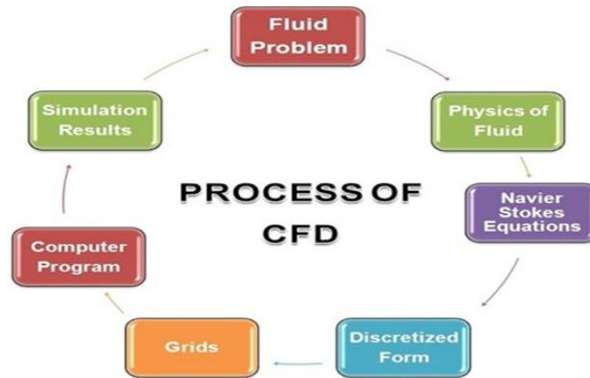 Fluid
Problem
Physics of
Fluid
Navier
Stokes
Equations
Discretized
Form
Grids
Computer
Program
Simulation
Results
PROCESS OF
CFD